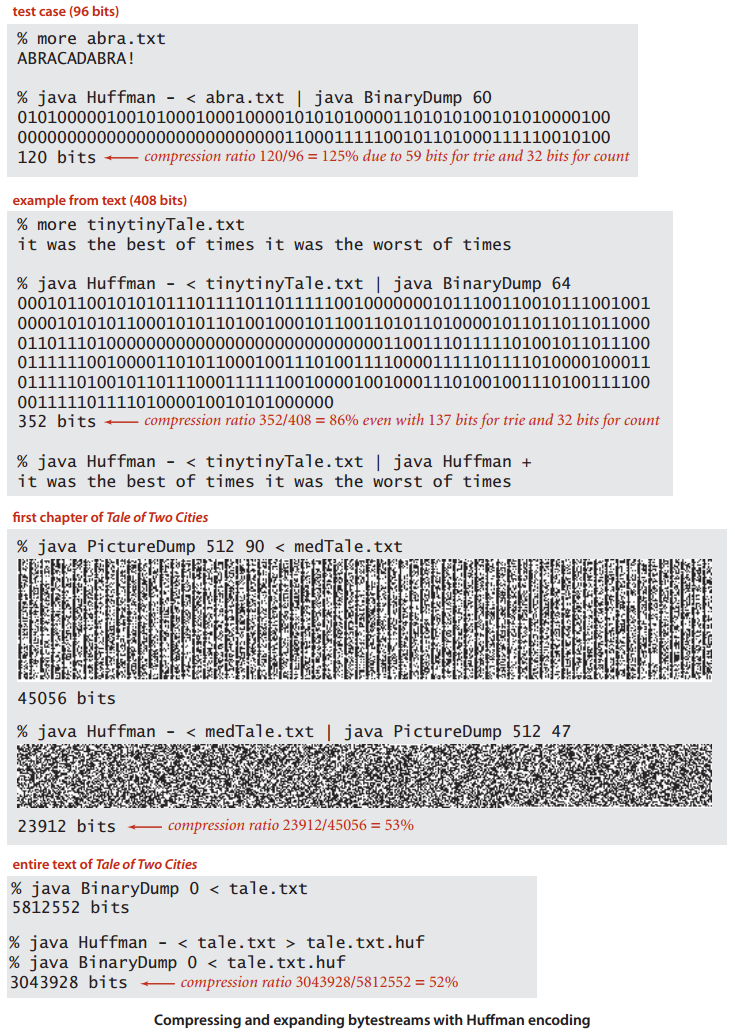 test case (96 bits)
% more abra.txt
ABRACADABRA!
% java Huffman - < abra.txt | java BinaryDump 60
010100000100101000100010000101010100001101010100101010000100
000000000000000000000000000110001111100101101000111110010100
120 bits ← compression ratio 120/96 = 125% due to 59 bits for trie and 32 bits for count
example from text (408 bits)
% more tinytinyTale.txt
it was the best of times it was the worst of times
% java Huffman - < tinytinyTale.txt | java BinaryDump 64
0001011001010101110111101101111100100000001011100110010111001001
0000101010110001010110100100010110011010110100001011011011011000
0110111010000000000000000000000000000110011101111101001011011100
0111111001000011010110001001110100111100001111101111010000100011
0111110100101101110001111110010000100100011101001001110100111100
00111110111101000010010101000000
352 bits ← compression ratio 352/408 = 86% even with 137 bits for trie and 32 bits for count
% java Huffman - < tinytinyTale.txt | java Huffman +
it was the best of times it was the worst of times
first chapter of Tale of Two Cities
% java PictureDump 512 90 < medTale.txt
45056 bits
% java Huffman - < medTale.txt | java PictureDump 512 47
23912 bits ← compression ratio 23912/45056 = 53%
entire text of Tale of Two Cities
% java BinaryDump 0 < tale.txt
5812552 bits
% java Huffman - < tale.txt > tale.txt.huf
% java BinaryDump 0 < tale.txt.huf
3043928 bits ← compression ratio 3043928/5812552 = 52%
Compressing and expanding bytestreams with Huffman encoding